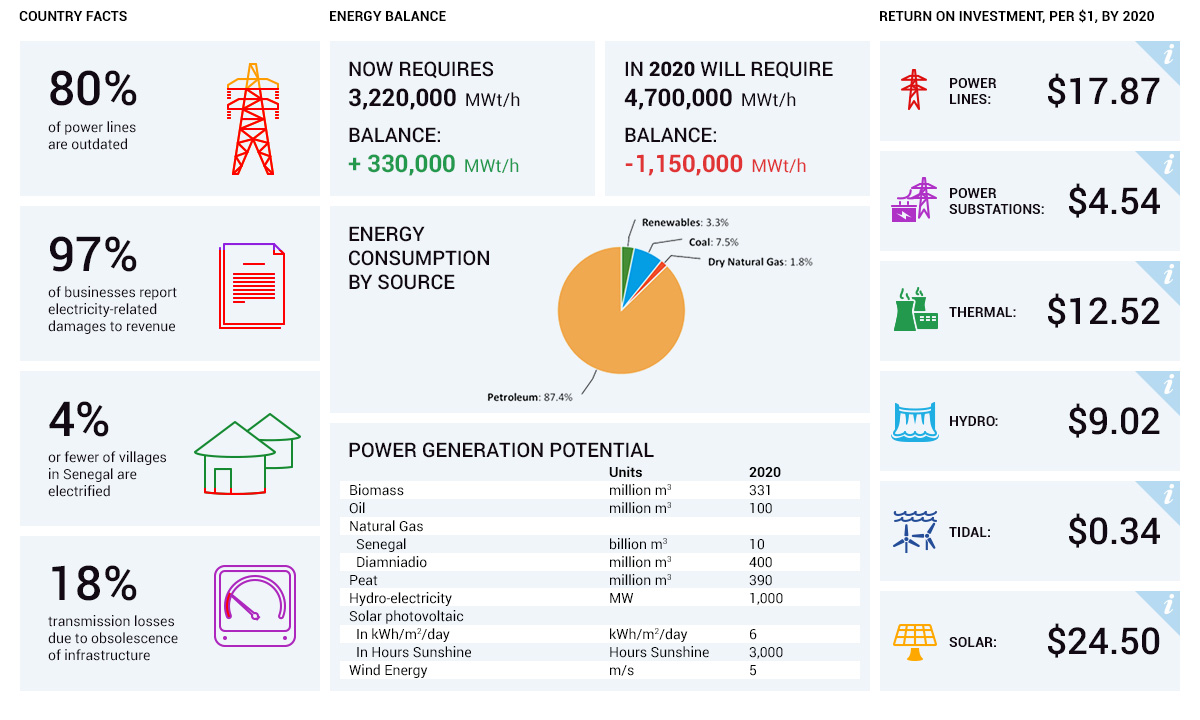 COUNTRY FACTS
80%
of power lines
are outdated
97%
of businesses report
electricity-related
damages to revenue
4%
or fewer of villages
in Senegal are
electrified
18%
transmission losses
due to obsolescence
of infrastructure
ENERGY BALANCE
NOW REQUIRES
3,220,000 MWt/h
BALANCE:
+ 330,000 MWt/h
IN 2020 WILL REQUIRE
4,700,000 MWt/h
BALANCE:
-1,150,000 MWt/h
ENERGY
CONSUMPTION
BY SOURCE
Renewables: 3.3%
Coal: 7.5%
Dry Natural Gas: 1.8%
Petroleum: 87.4%
POWER GENERATION POTENTIAL
Units 2020
Biomass million m³ 331
Oil million m³ 100
Natural Gas
Senegal billion m³ 10
Diamniadio million m³ 400
Peat million m³ 390
Hydro-electricity MW 1,000
Solar photovoltaic
In kWh/m²/day kWh/m²/day 6
In Hours Sunshine Hours Sunshine 3,000
Wind Energy m/s 5
RETURN ON INVESTMENT, PER $1, BY 2020
i
POWER
LINES: $17.87
i
POWER
SUBSTATIONS: $4.54
i
THERMAL: $12.52
i
HYDRO: $9.02
i
TIDAL: $0.34
i
SOLAR: $24.50